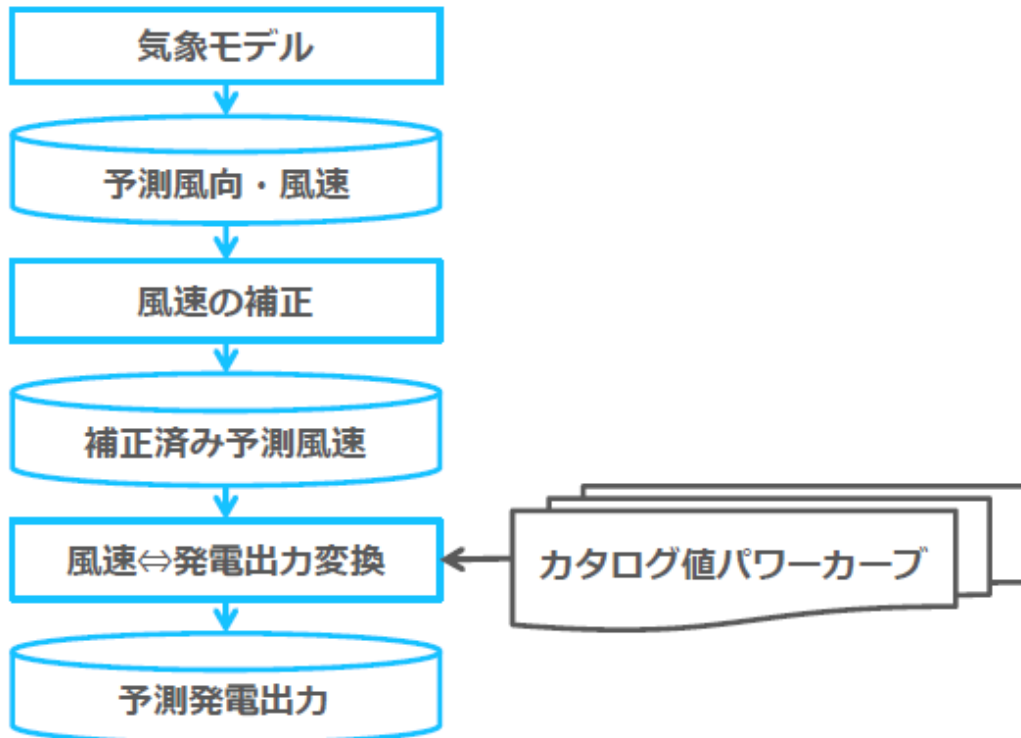 気象モデル
予測風向・風速
風速の補正
補正済み予測風速
風速⇔発電出力変換
カタログ値パワーカーブ
予測発電出力